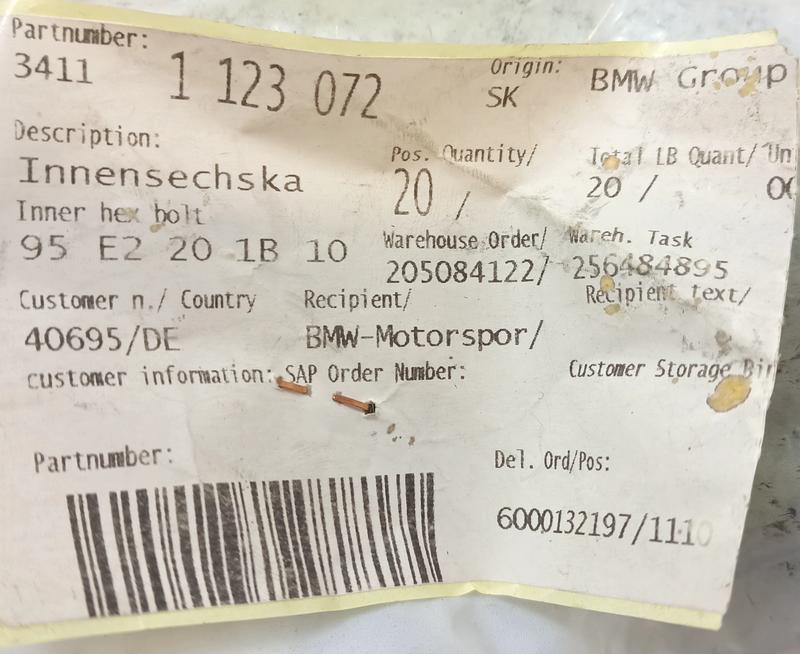 Partnumber:
3411 1 123 072
Origin:
SK
BMW Group
Description:
Innensechska
Inner hex bolt
95 E2 20 1B 10
Pos. Quantity/
20 /
Total LB Quant/ Un
20 /
Warehouse Order/
205084122/
Wareh. Task
256484895
Customer n./ Country
40695/DE
Recipient/
BMW-Motorspor/
Recipient text/
customer information: SAP Order Number:
Customer Storage Bin
Partnumber:
Del. Ord/Pos:
6000132197/1110